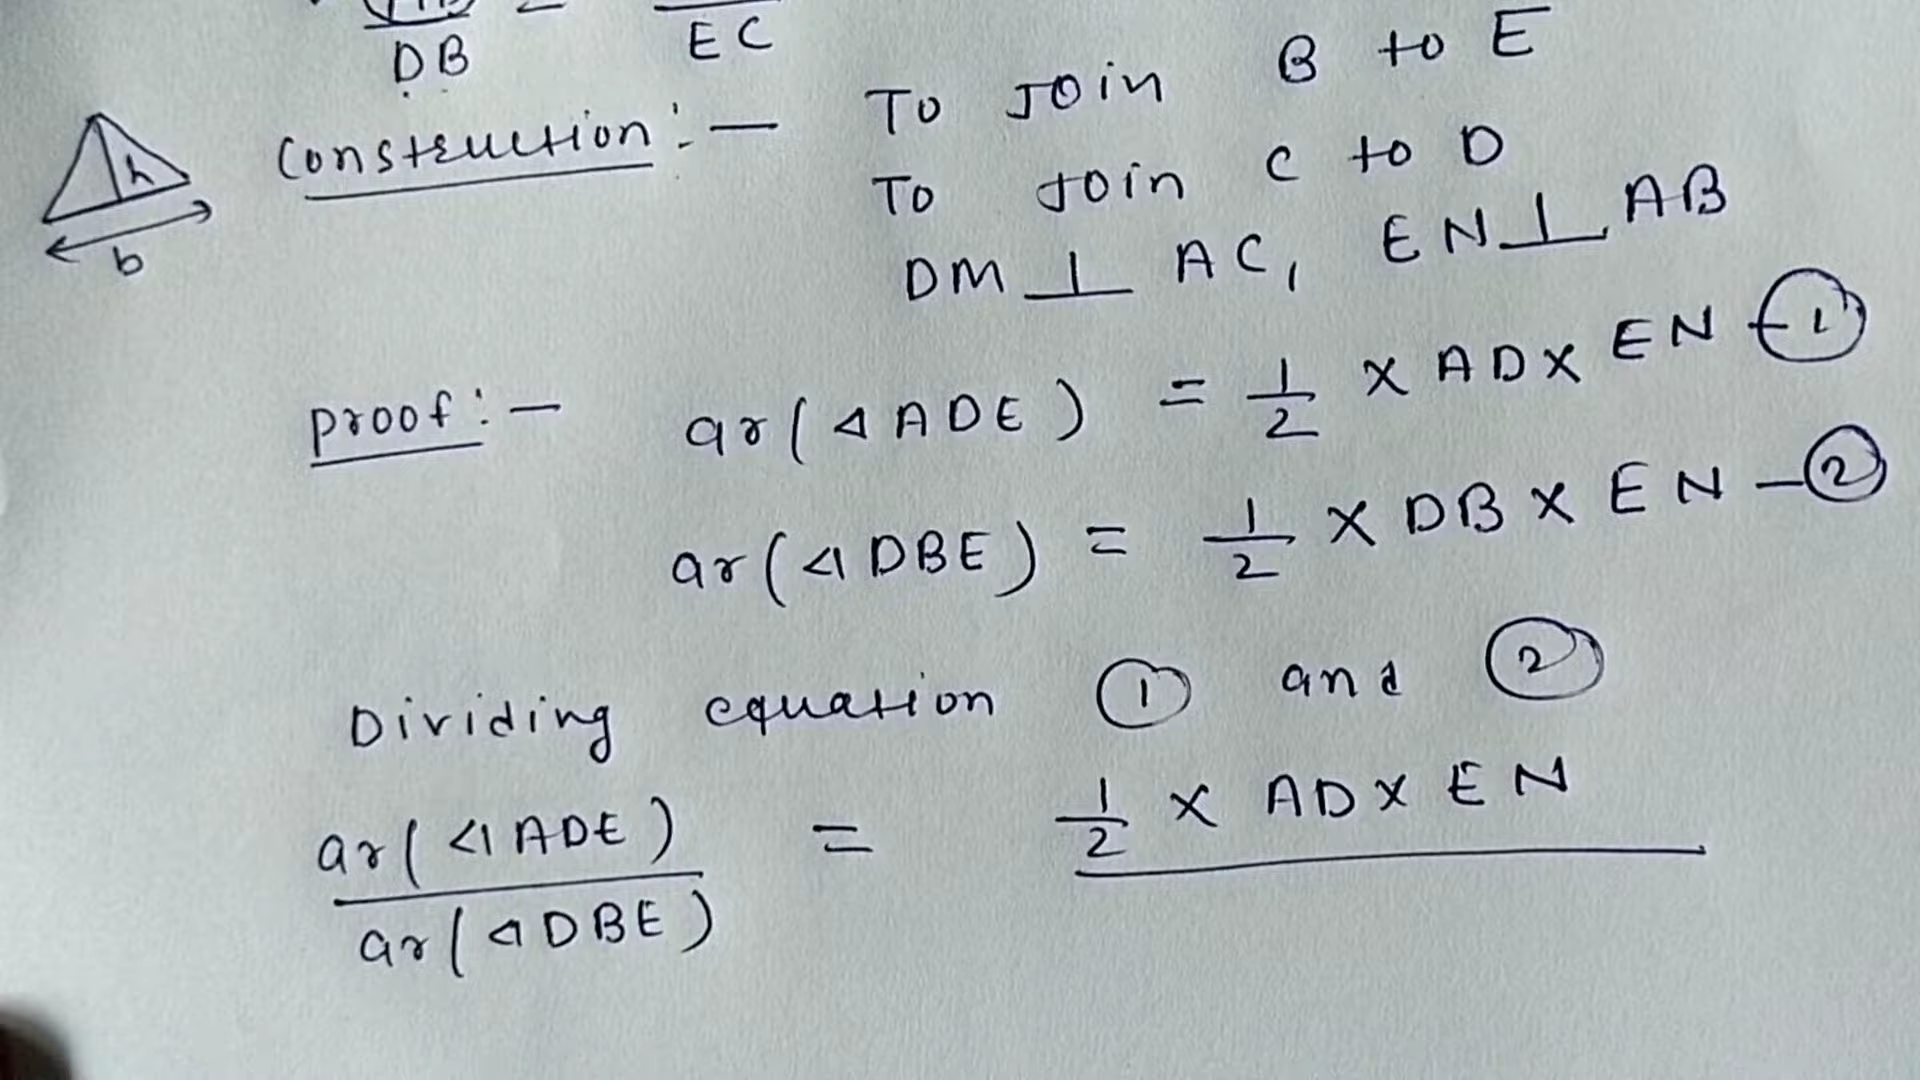 DB = EC
Construction :- To Join B to E
To Join C to D
DM ⊥ AC, EN ⊥ AB
h
b
Proof :- ar(△ADE) = 1/2 × AD × EN - ①
ar(△DBE) = 1/2 × DB × EN - ②
Dividing equation ① and ②
ar(△ADE) / ar(△DBE) = 1/2 × AD × EN